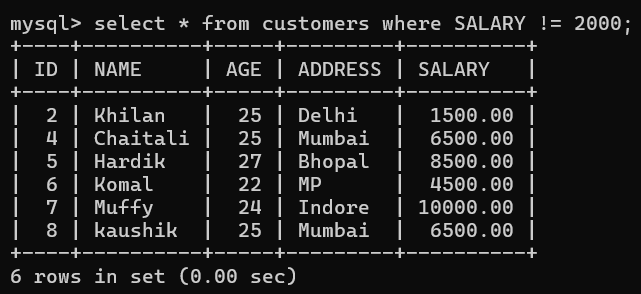 mysql> select * from customers where SALARY != 2000;
+----+----------+-----+---------+----------+
| ID | NAME     | AGE | ADDRESS | SALARY   |
+----+----------+-----+---------+----------+
|  2 | Khilan   |  25 | Delhi   |  1500.00 |
|  4 | Chaitali |  25 | Mumbai  |  6500.00 |
|  5 | Hardik   |  27 | Bhopal  |  8500.00 |
|  6 | Komal    |  22 | MP      |  4500.00 |
|  7 | Muffy    |  24 | Indore  | 10000.00 |
|  8 | kaushik  |  25 | Mumbai  |  6500.00 |
+----+----------+-----+---------+----------+
6 rows in set (0.00 sec)